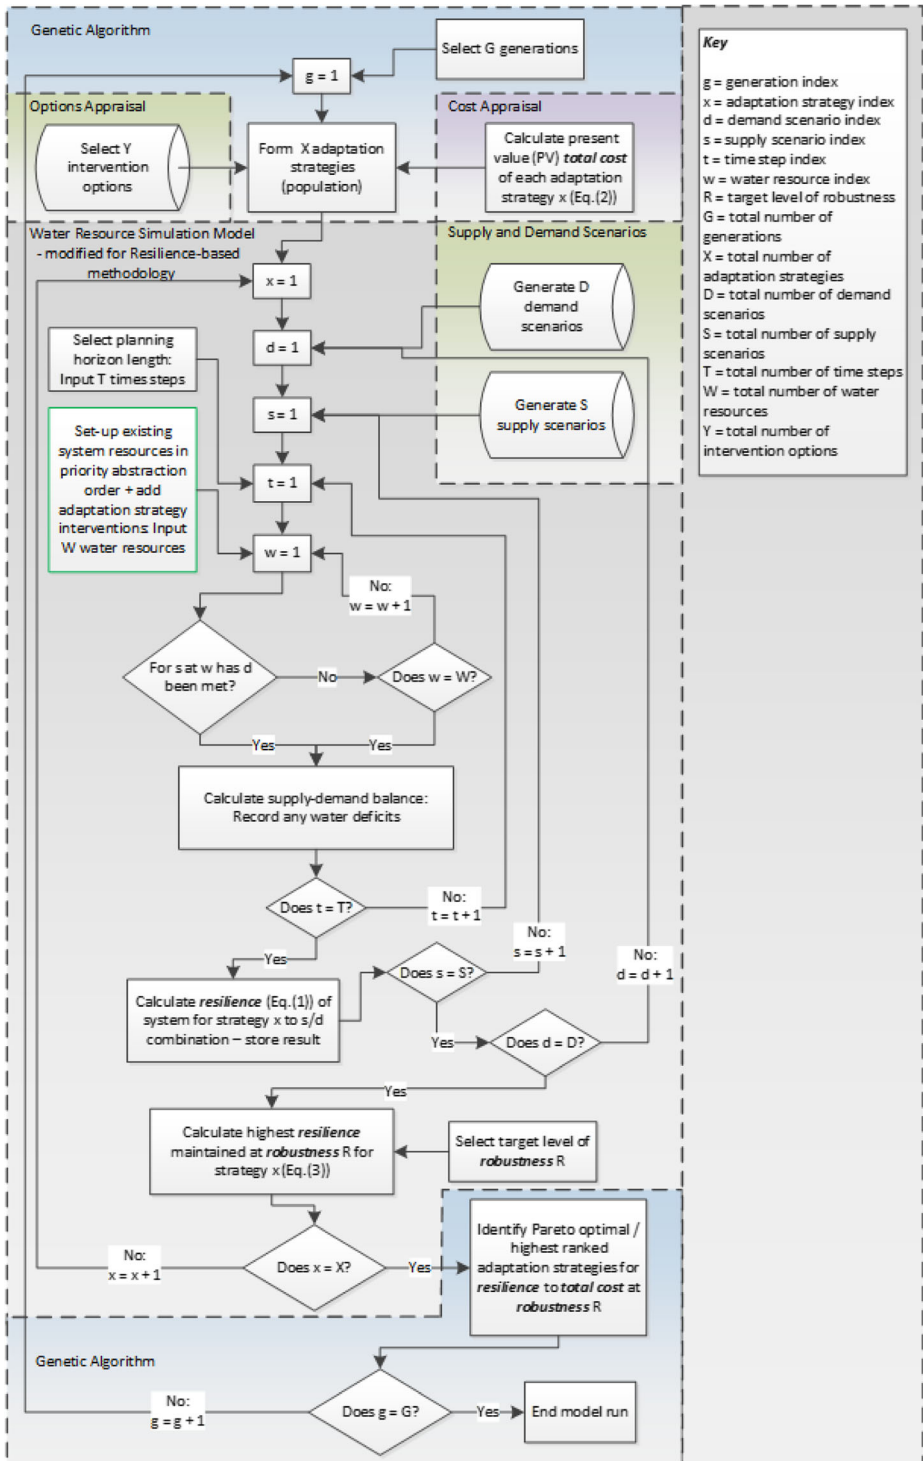 Genetic Algorithm
Select G generations
g = 1
Options Appraisal
Select Y
intervention
options
Form X adaptation
strategies
(population)
Cost Appraisal
Calculate present
value (PV) total cost
of each adaptation
strategy x (Eq.(2))
Water Resource Simulation Model
- modified for Resilience-based
methodology
Supply and Demand Scenarios
x = 1
Generate D
demand
scenarios
d = 1
Select planning
horizon length:
Input T times steps
s= 1
Generate S
supply scenarios
Set-up existing
system resources in
priority abstraction
order + add
adaptation strategy
interventions: Input
W water resources
t = 1
w = 1
No:
w = w + 1
For s at w has d
been met?
No
Does w = W?
Yes
Yes
Calculate supply-demand balance:
Record any water deficits
Does t = T?
No:
t = t + 1
Yes
No:
s = s + 1
No:
d = d + 1
Calculate resilience (Eq.(1)) of
system for strategy x to s/d
combination – store result
Does s = S?
Yes
Does d = D?
Yes
Calculate highest resilience
maintained at robustness R for
strategy x (Eq.(3))
Select target level of
robustness R
Does x = X?
No:
x = x + 1
Yes
Identify Pareto optimal /
highest ranked
adaptation strategies for
resilience to total cost at
robustness R
Genetic Algorithm
Does g = G?
No:
g = g + 1
Yes
End model run
Key
g = generation index
x = adaptation strategy index
d = demand scenario index
s = supply scenario index
t = time step index
w = water resource index
R = target level of robustness
G = total number of
generations
X = total number of
adaptation strategies
D = total number of demand
scenarios
S = total number of supply
scenarios
T = total number of time steps
W = total number of water
resources
Y = total number of
intervention options